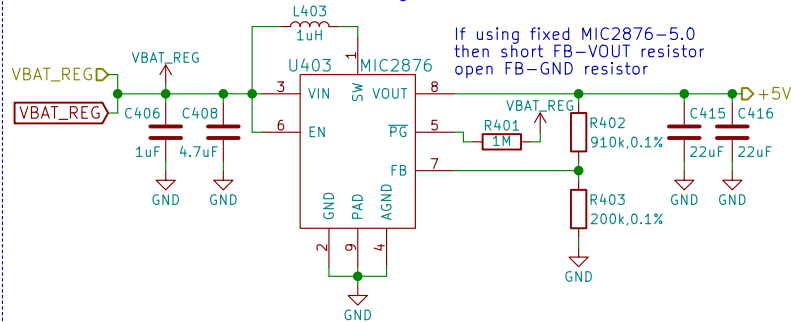 L403
1uH
If using fixed MIC2876-5.0
then short FB-VOUT resistor
open FB-GND resistor
VBAT_REG
VBAT_REG
VBAT_REG
C406
1uF
C408
4.7uF
GND
GND
U403
MIC2876
1
SW
3
VIN
6
EN
VOUT
8
PG
5
FB
7
GND
2
PAD
9
AGND
4
GND
R401
1M
VBAT_REG
R402
910k,0.1%
R403
200k,0.1%
GND
C415
22uF
GND
C416
22uF
GND
+5V